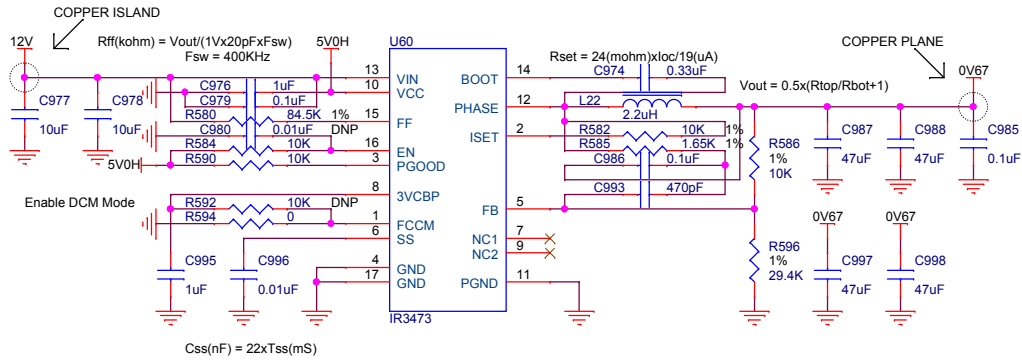 COPPER ISLAND
12V
Rff(kohm) = Vout/(1Vx20pFxFsw)
Fsw = 400KHz
5V0H
U60
Rset = 24(mohm)xIoc/19(uA)
COPPER PLANE
0V67
Vout = 0.5x(Rtop/Rbot+1)
C977
10uF
C978
10uF
C976
1uF
C979
0.1uF
R580
84.5K
1%
C980
0.01uF
DNP
R584
10K
R590
10K
5V0H
13
VIN
10
VCC
15
FF
16
EN
3
PGOOD
8
3VCBP
1
FCCM
6
SS
4
GND
17
GND
14
BOOT
12
PHASE
2
ISET
5
FB
7
NC1
9
NC2
11
PGND
IR3473
C974
0.33uF
L22
2.2uH
R582
10K
1%
R585
1.65K
1%
C986
0.1uF
C993
470pF
R586
1%
10K
C987
47uF
C988
47uF
C985
0.1uF
Enable DCM Mode
R592
10K
DNP
R594
0
C995
1uF
C996
0.01uF
R596
1%
29.4K
0V67
C997
47uF
0V67
C998
47uF
Css(nF) = 22xTss(mS)